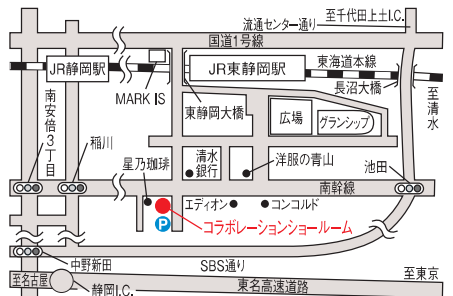 至千代田上土I.C.
流通センター通り
国道1号線
JR静岡駅
MARK IS
JR東静岡駅
東海道本線
長沼大橋
至清水
東静岡大橋
広場
グランシップ
南安倍3丁目
稲川
星乃珈琲
清水
銀行
洋服の青山
池田
南幹線
エディオン
コンコルド
P
コラボレーションショールーム
中野新田
SBS通り
至名古屋
静岡I.C.
東名高速道路
至東京